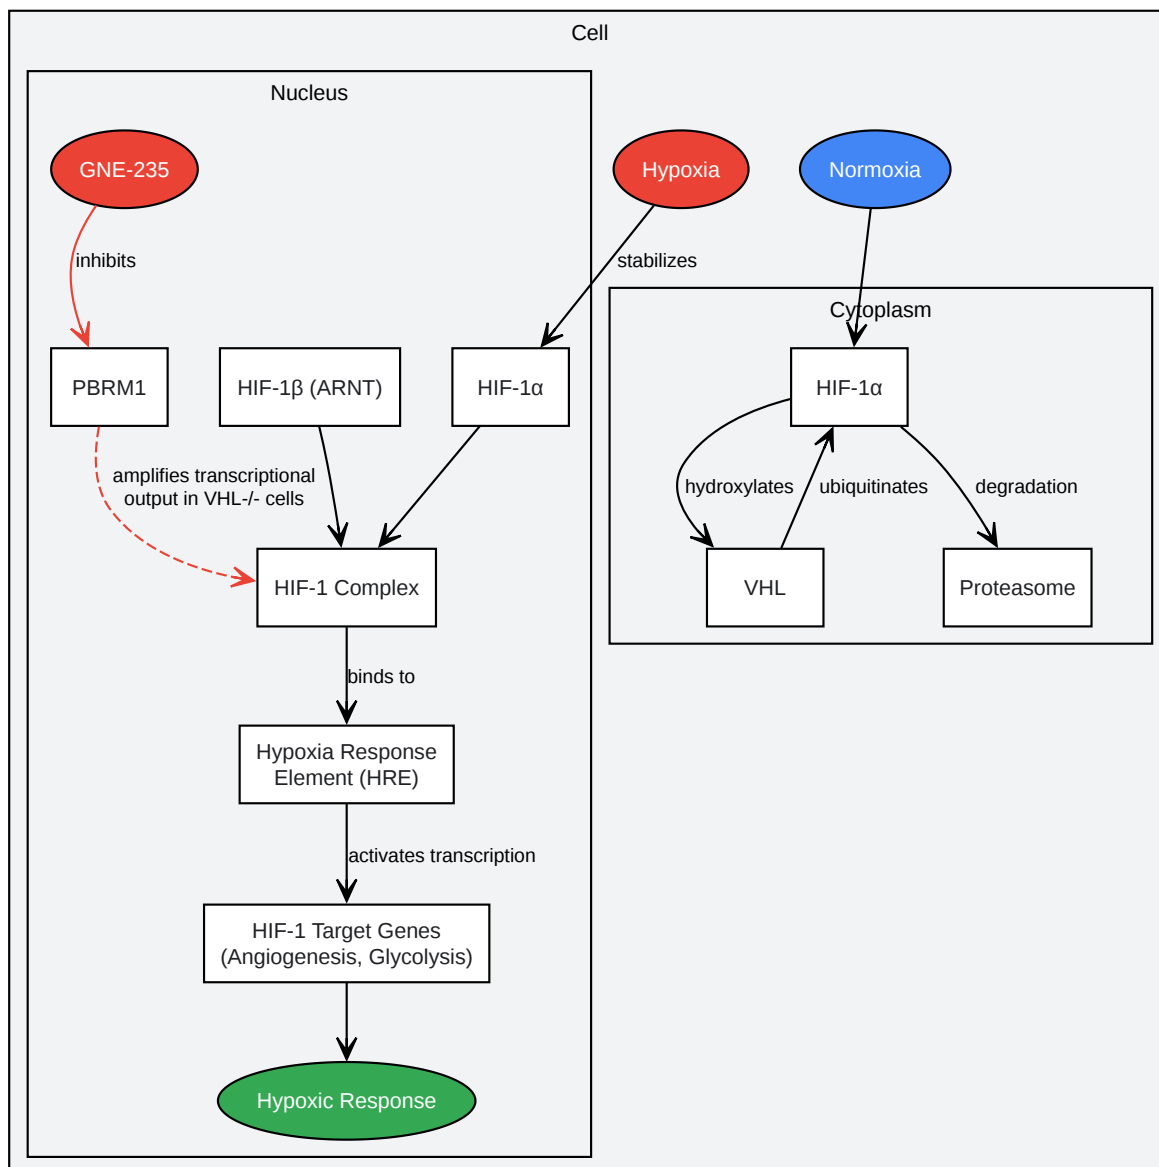 Cell
Nucleus
GNE-235
Hypoxia
Normoxia
inhibits
stabilizes
Cytoplasm
PBRM1
HIF-1β (ARNT)
HIF-1α
HIF-1α
amplifies transcriptional
output in VHL-/- cells
hydroxylates
ubiquitinates
degradation
HIF-1 Complex
VHL
Proteasome
binds to
Hypoxia Response
Element (HRE)
activates transcription
HIF-1 Target Genes
(Angiogenesis, Glycolysis)
Hypoxic Response